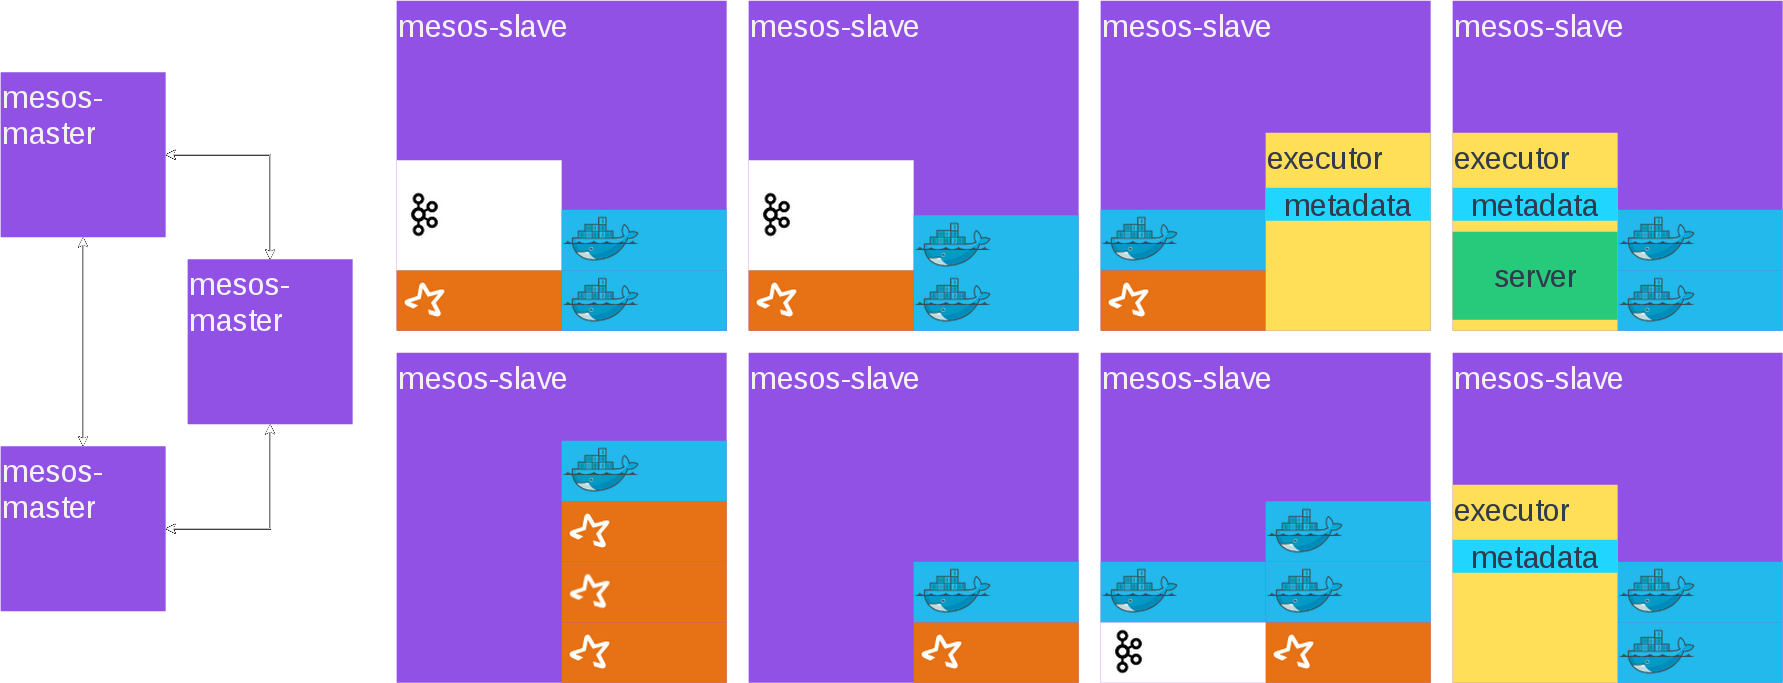 mesos-
master
mesos-
master
mesos-
master
mesos-slave
mesos-slave
mesos-slave
executor
metadata
mesos-slave
executor
metadata
server
mesos-slave
mesos-slave
mesos-slave
mesos-slave
executor
metadata